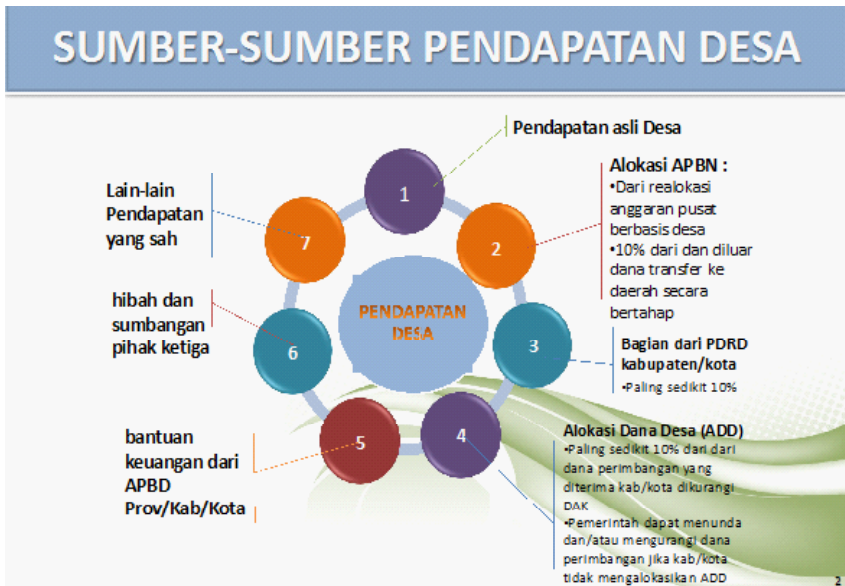 SUMBER-SUMBER PENDAPATAN DESA
1
Pendapatan asli Desa
2
Alokasi APBN :
•Dari realokasi
anggaran pusat
berbasis desa
•10% dari dan diluar
dana transfer ke
daerah secara
bertahap
3
Bagian dari PDRD
kabupaten/kota
•Paling sedikit 10%
4
Alokasi Dana Desa (ADD)
•Paling sedikit 10% dari dari
dana perimbangan yang
diterima kab/kota dikurangi
DAK
•Pemerintah dapat menunda
dan/atau mengurangi dana
perimbangan jika kab/kota
tidak mengalokasikan ADD
5
bantuan
keuangan dari
APBD
Prov/Kab/Kota
6
hibah dan
sumbangan
pihak ketiga
7
Lain-lain
Pendapatan
yang sah
PENDAPATAN
DESA
2